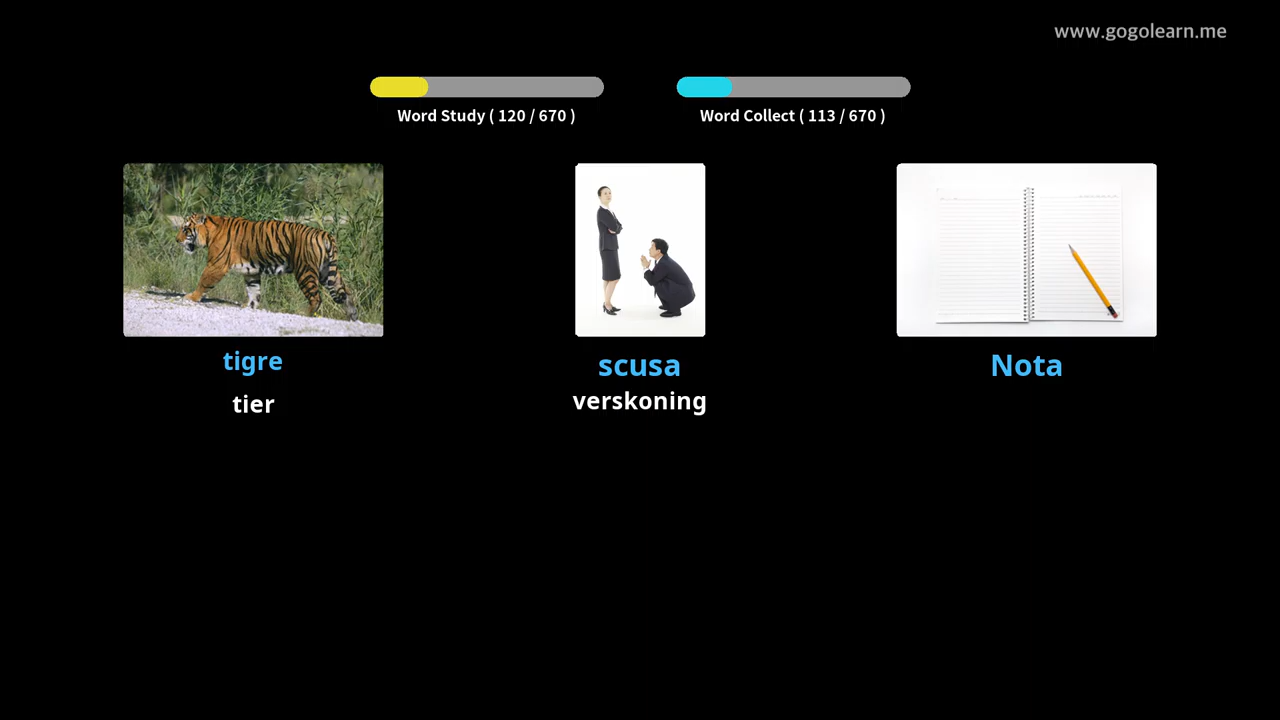 www.gogolearn.me
Word Study ( 120 / 670 )
Word Collect ( 113 / 670 )
tigre
tier
scusa
verskoning
Nota